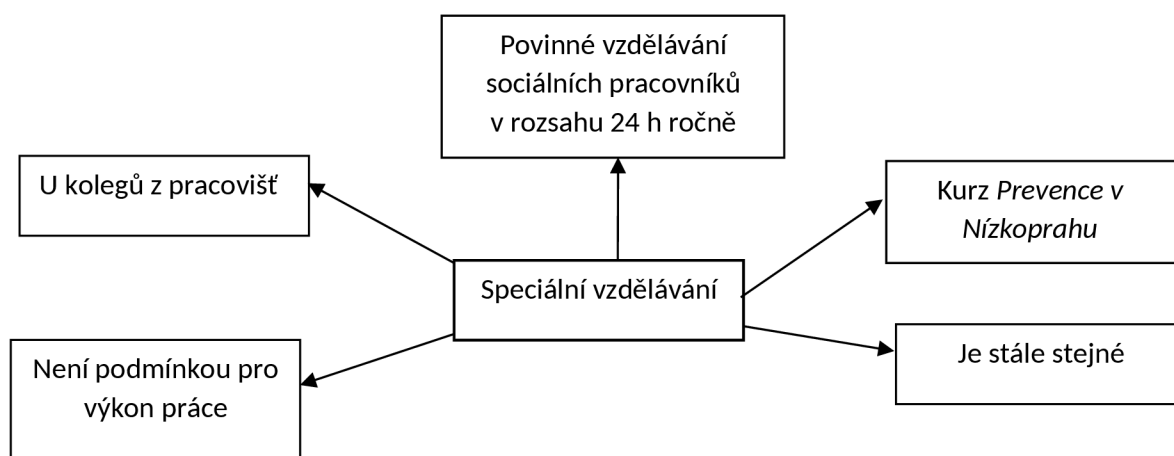 Povinné vzdělávání
sociálních pracovníků
v rozsahu 24 h ročně
U kolegů z pracovišť
Kurz Prevence v
Nízkoprahu
Speciální vzdělávání
Není podmínkou pro
výkon práce
Je stále stejné